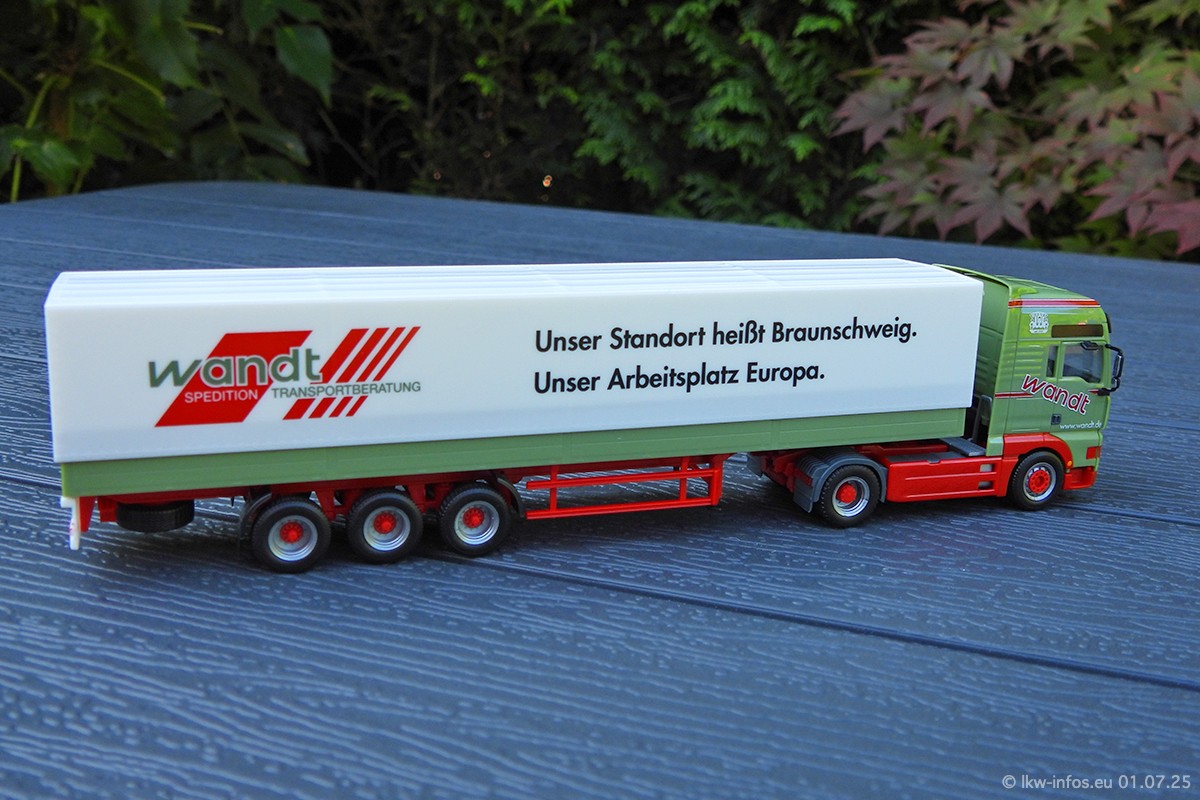 wandt
SPEDITION TRANSPORTBERATUNG
Unser Standort heißt Braunschweig.
Unser Arbeitsplatz Europa.
wandt
www.wandt.de
© lkw-infos.eu 01.07.25